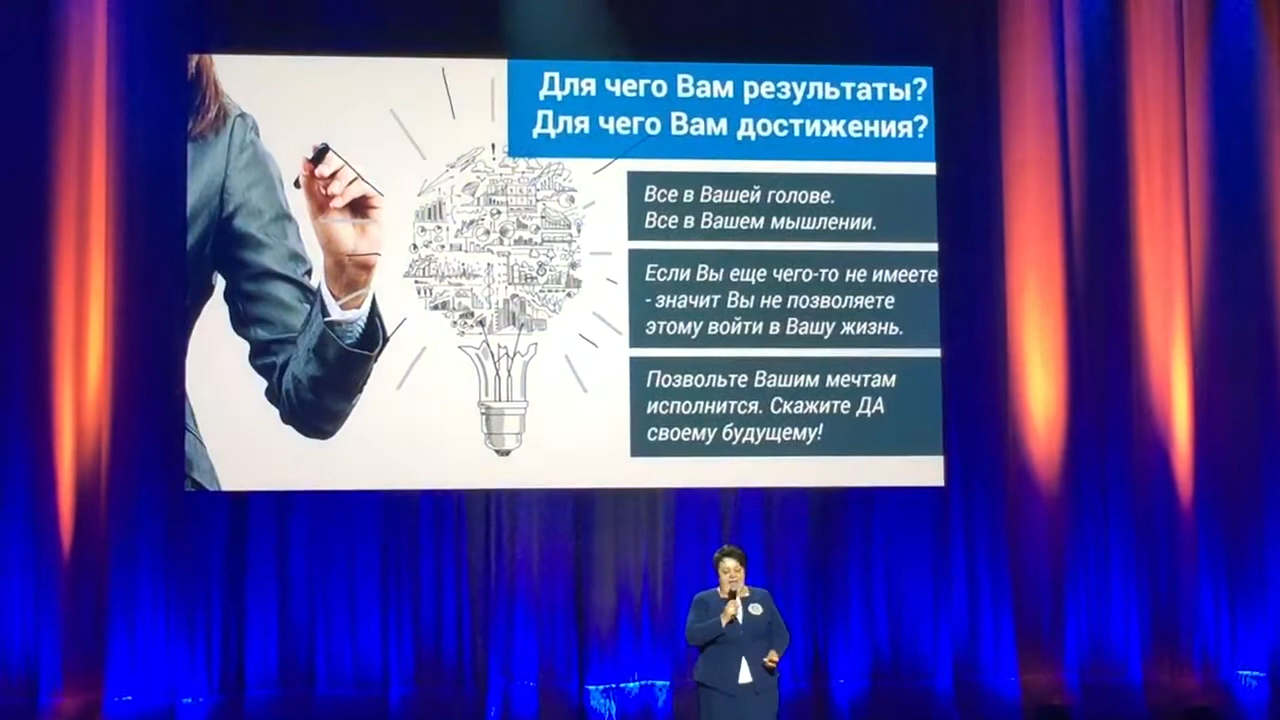 Для чего Вам результаты?
Для чего Вам достижения?
Все в Вашей голове.
Все в Вашем мышлении.
Если Вы еще чего-то не имеете
- значит Вы не позволяете
этому войти в Вашу жизнь.
Позвольте Вашим мечтам
исполнится. Скажите ДА
своему будущему!